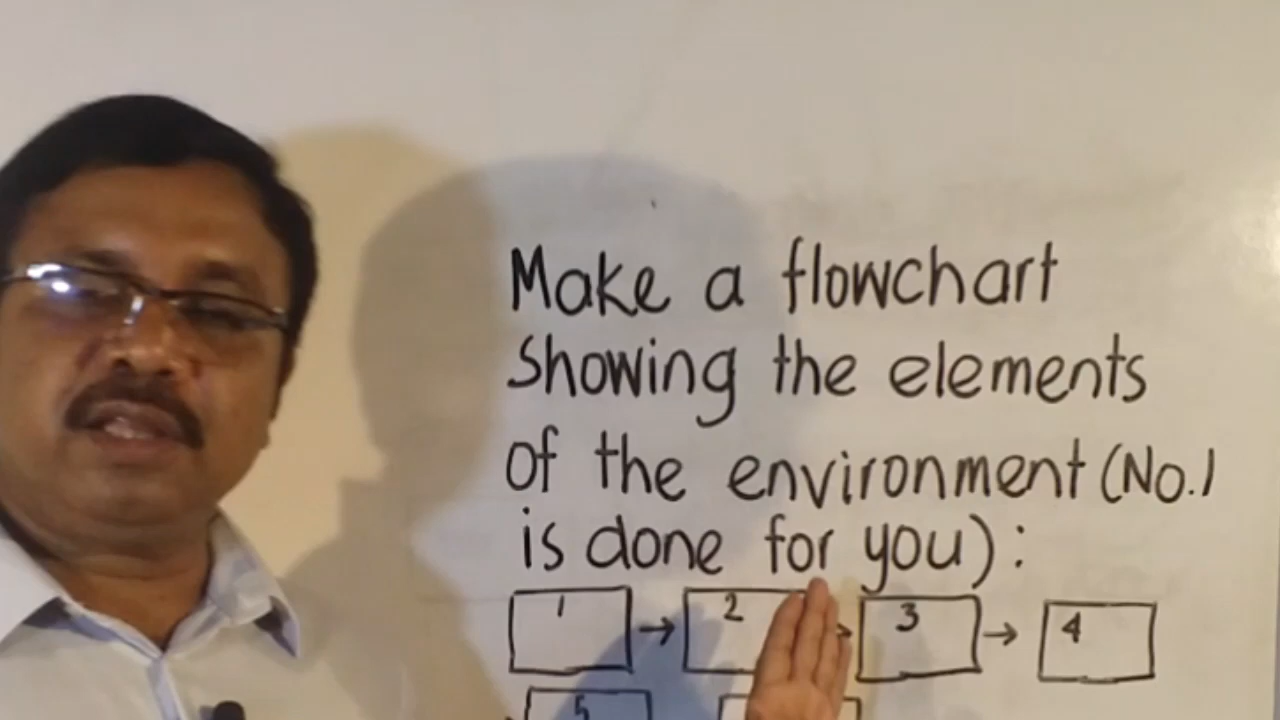 Make a flowchart
Showing the elements
of the environment (No.1
is done for you):
1 → 2 → 3 → 4
5